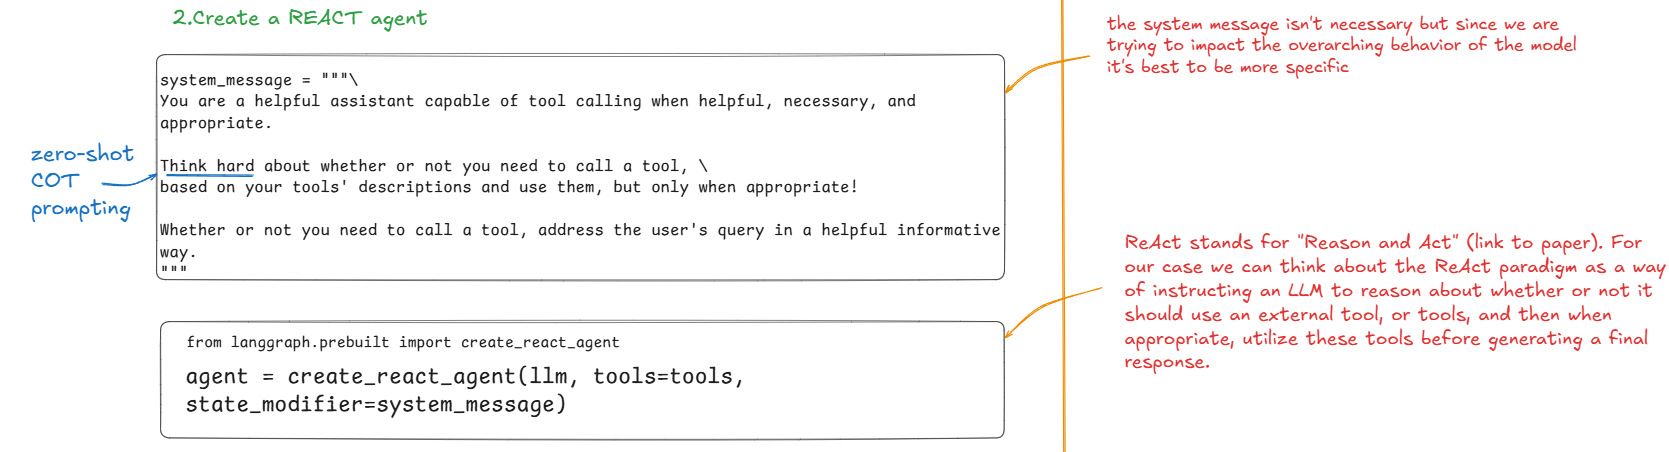 2.Create a REACT agent
system_message = """\
You are a helpful assistant capable of tool calling when helpful, necessary, and
appropriate.
Think hard about whether or not you need to call a tool, \
based on your tools' descriptions and use them, but only when appropriate!
Whether or not you need to call a tool, address the user's query in a helpful informative
way.
"""
zero-shot
COT
prompting
the system message isn't necessary but since we are
trying to impact the overarching behavior of the model
it's best to be more specific
from langgraph.prebuilt import create_react_agent
agent = create_react_agent(llm, tools=tools,
state_modifier=system_message)
ReAct stands for "Reason and Act" (link to paper). For
our case we can think about the ReAct paradigm as a way
of instructing an LLM to reason about whether or not it
should use an external tool, or tools, and then when
appropriate, utilize these tools before generating a final
response.